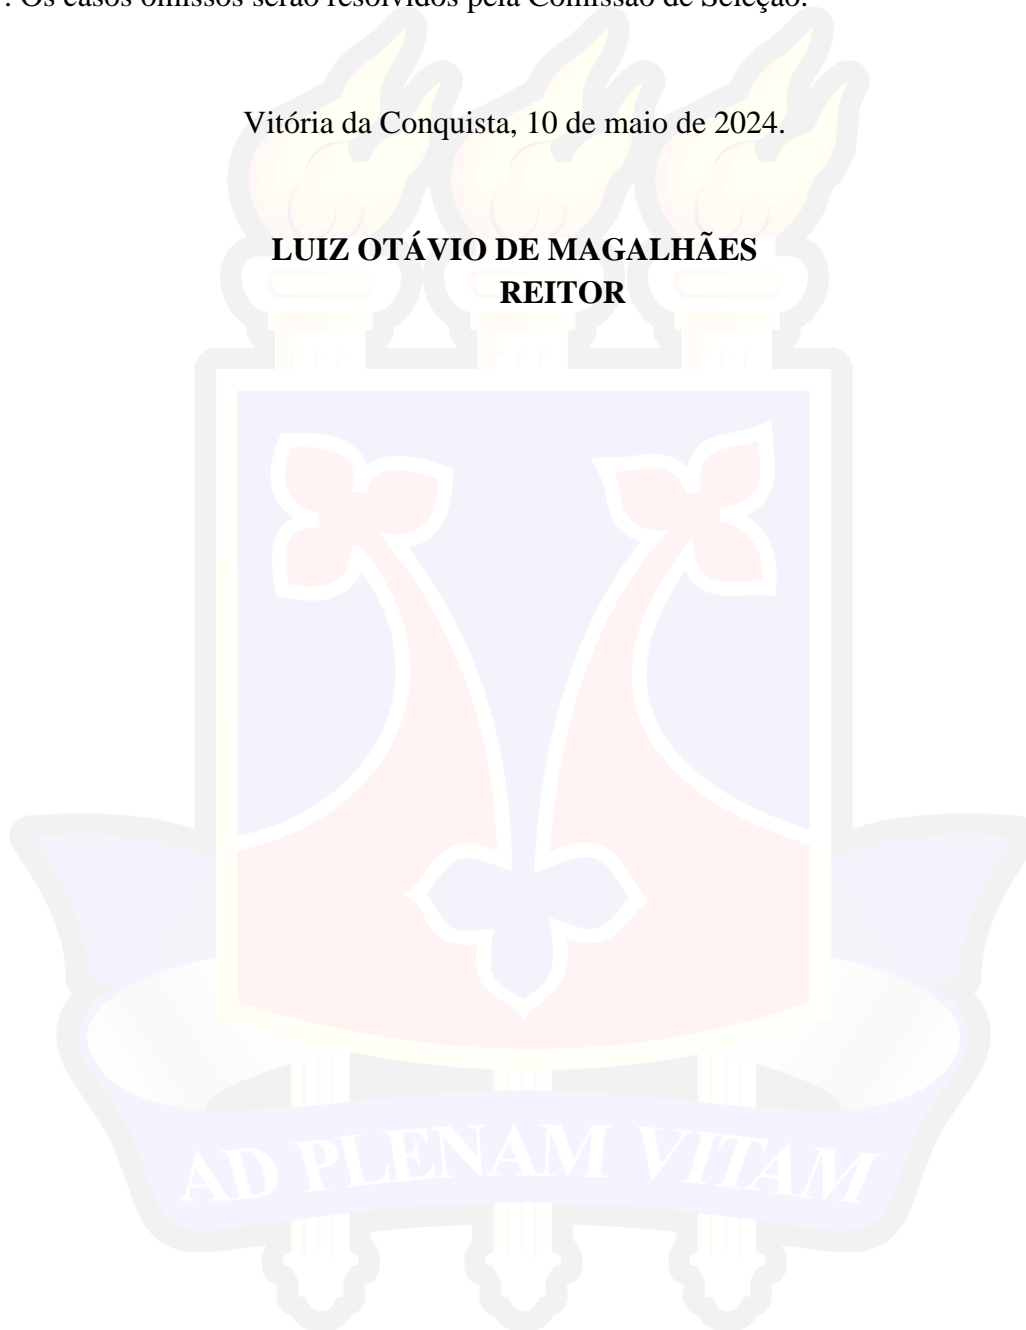 . Os casos omissos serão resolvidos pela Comissão de Seleção.
Vitória da Conquista, 10 de maio de 2024.
LUIZ OTÁVIO DE MAGALHÃES
REITOR
AD PLENAM VITAM